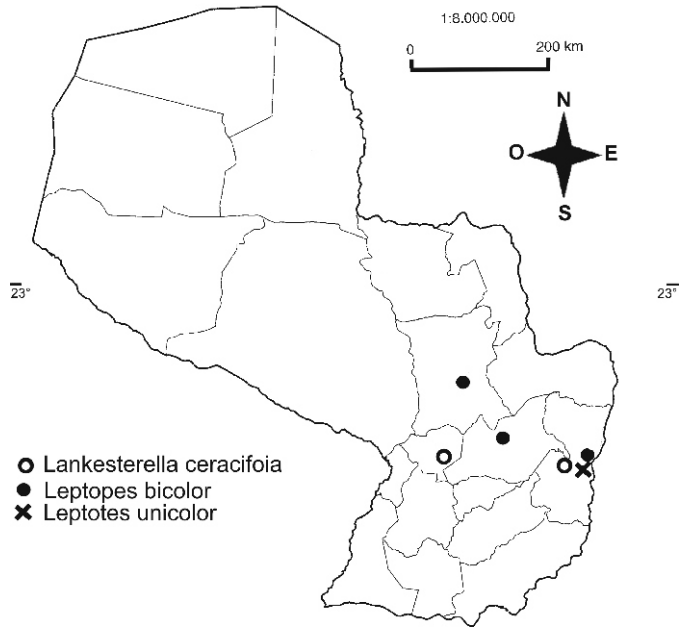 1:8.000.000
0 200 km
N
O E
S
23° 23°
Lankesterella ceracifoia
Leptopes bicolor
Leptotes unicolor